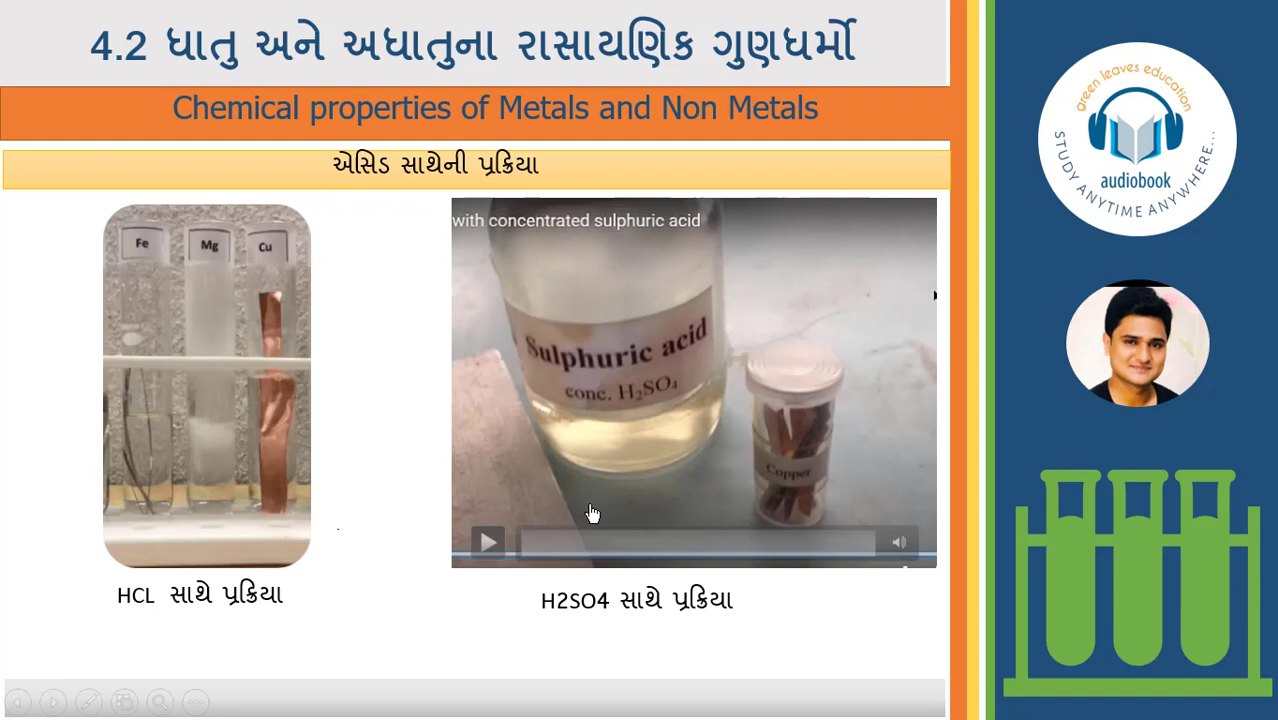 4.2 ધાતુ અને અધાતુના રાસાયણિક ગુણધર્મો
Chemical properties of Metals and Non Metals
એસિડ સાથેની પ્રક્રિયા
Fe Mg Cu
with concentrated sulphuric acid
Sulphuric acid
conc. H₂SO₄
Copper
HCL સાથે પ્રક્રિયા
H2SO4 સાથે પ્રક્રિયા
green leaves education
audiobook
STUDY ANYTIME ANYWHERE...